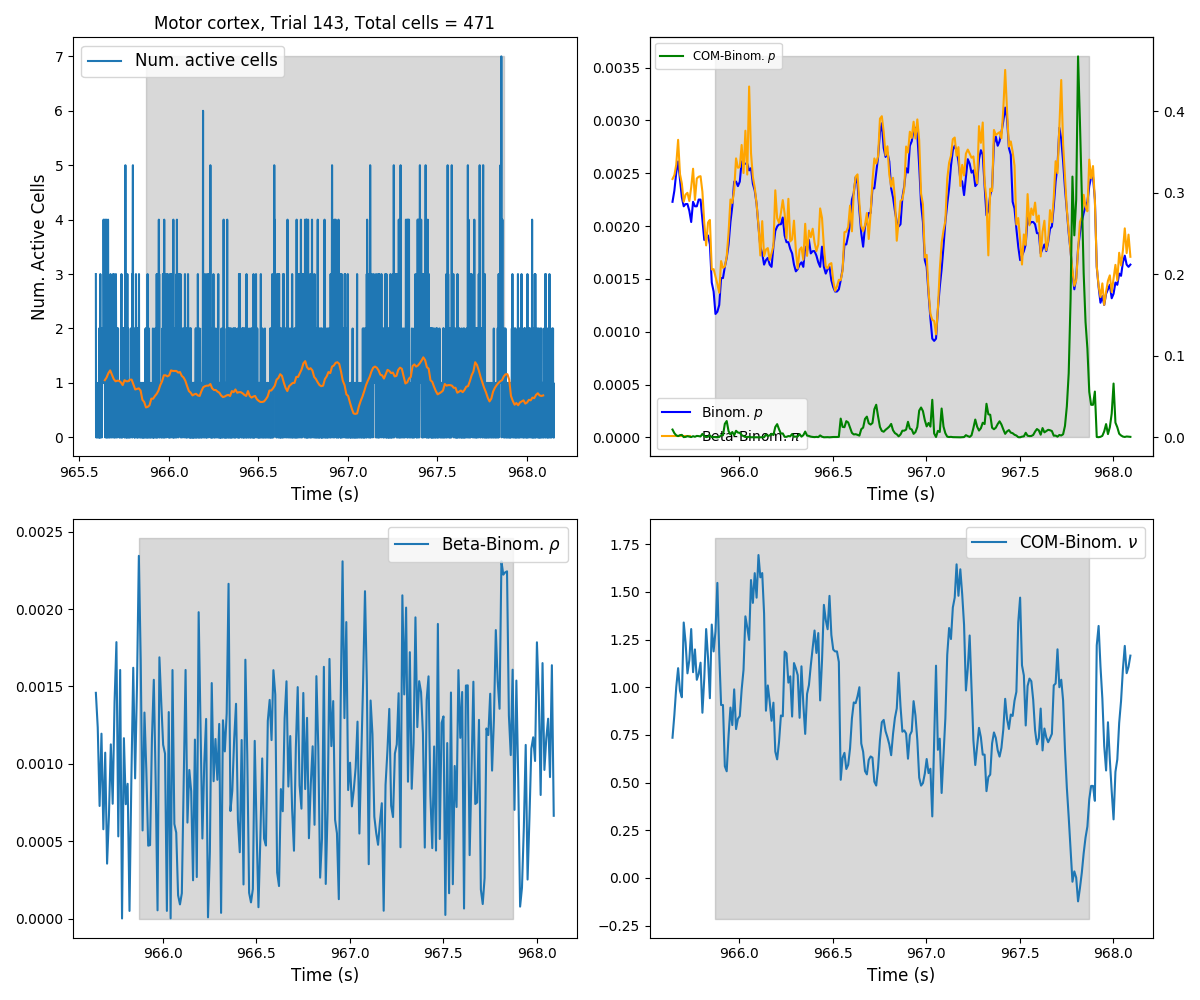 Motor cortex, Trial 143, Total cells = 471
Num. active cells
Num. Active Cells
7
6
5
4
3
2
1
0
965.5 966.0 966.5 967.0 967.5 968.0
Time (s)
COM-Binom. p
0.0035
0.0030
0.0025
0.0020
0.0015
0.0010
0.0005
0.0000
0.4
0.3
0.2
0.1
0.0
Binom. p
Beta-Binom.
966.0 966.5 967.0 967.5 968.0
Time (s)
Beta-Binom. ρ
0.0025
0.0020
0.0015
0.0010
0.0005
0.0000
966.0 966.5 967.0 967.5 968.0
Time (s)
COM-Binom. ν
1.75
1.50
1.25
1.00
0.75
0.50
0.25
0.00
−0.25
966.0 966.5 967.0 967.5 968.0
Time (s)